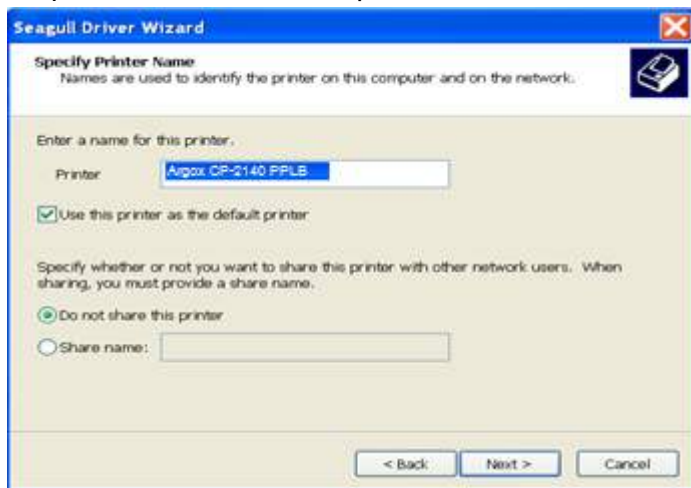 Seagull Driver Wizard
Specify Printer Name
Names are used to identify the printer on this computer and on the network.
Enter a name for this printer.
Printer Argox CP-2140 PPLB
Use this printer as the default printer
Specify whether or not you want to share this printer with other network users. When
sharing, you must provide a share name.
Do not share this printer
Share name:
< Back Next > Cancel